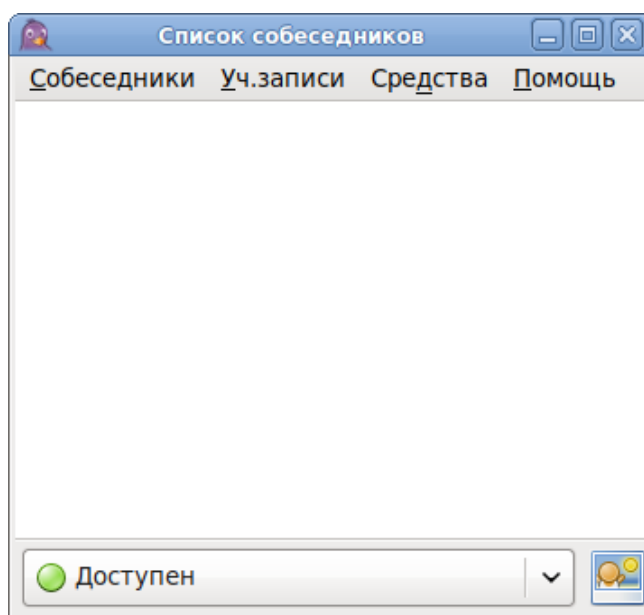 Список собеседников
Собеседники Уч.записи Средства Помощь
Доступен